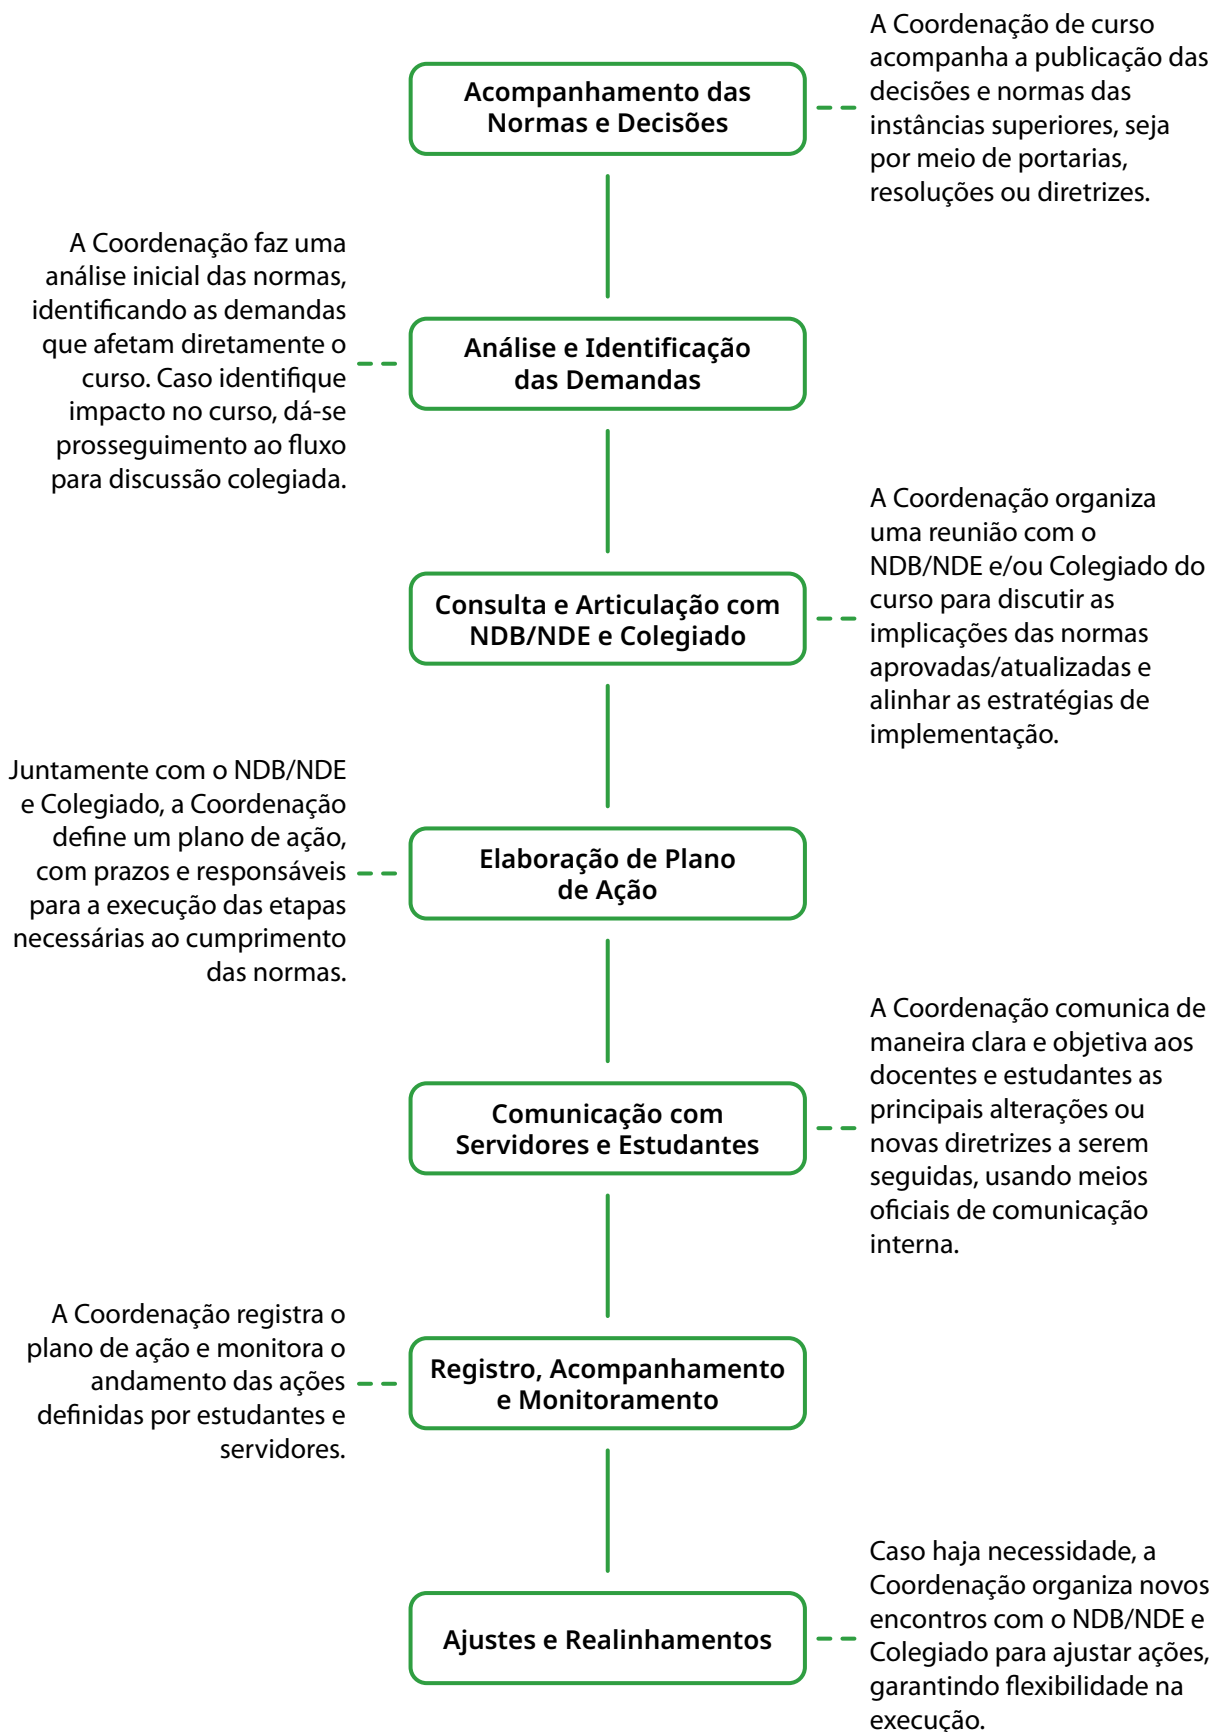 Acompanhamento das
Normas e Decisões
A Coordenação de curso
acompanha a publicação das
decisões e normas das
instâncias superiores, seja
por meio de portarias,
resoluções ou diretrizes.
Análise e Identificação
das Demandas
A Coordenação faz uma
análise inicial das normas,
identificando as demandas
que afetam diretamente o
curso. Caso identifique
impacto no curso, dá-se
prosseguimento ao fluxo
para discussão colegiada.
Consulta e Articulação com
NDB/NDE e Colegiado
A Coordenação organiza
uma reunião com o
NDB/NDE e/ou Colegiado do
curso para discutir as
implicações das normas
aprovadas/atualizadas e
alinhar as estratégias de
implementação.
Elaboração de Plano
de Ação
Juntamente com o NDB/NDE
e Colegiado, a Coordenação
define um plano de ação,
com prazos e responsáveis
para a execução das etapas
necessárias ao cumprimento
das normas.
Comunicação com
Servidores e Estudantes
A Coordenação comunica de
maneira clara e objetiva aos
docentes e estudantes as
principais alterações ou
novas diretrizes a serem
seguidas, usando meios
oficiais de comunicação
interna.
Registro, Acompanhamento
e Monitoramento
A Coordenação registra o
plano de ação e monitora o
andamento das ações
definidas por estudantes e
servidores.
Ajustes e Realinhamentos
Caso haja necessidade, a
Coordenação organiza novos
encontros com o NDB/NDE e
Colegiado para ajustar ações,
garantindo flexibilidade na
execução.